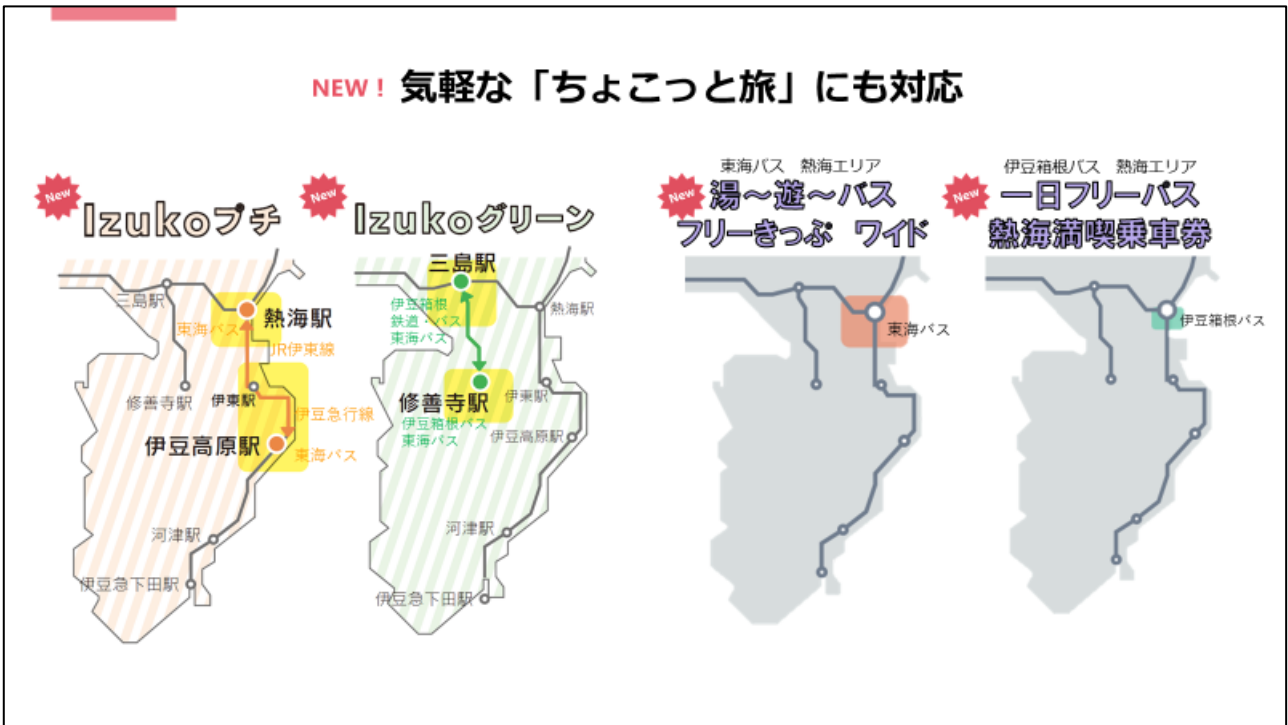 NEW！ 気軽な「ちょこっと旅」にも対応
New
Izukoプチ
三島駅
熱海駅
東海バス
JR伊東線
修善寺駅
伊東駅
伊豆急行線
伊豆高原駅
東海バス
河津駅
伊豆急下田駅
New
Izukoグリーン
三島駅
伊豆箱根
鉄道・バス
東海バス
熱海駅
伊東駅
修善寺駅
伊豆箱根バス
東海バス
伊豆高原駅
河津駅
伊豆急下田駅
東海バス 熱海エリア
New
湯～遊～バス
フリーきっぷ ワイド
東海バス
伊豆箱根バス 熱海エリア
New
一日フリーパス
熱海満喫乗車券
伊豆箱根バス